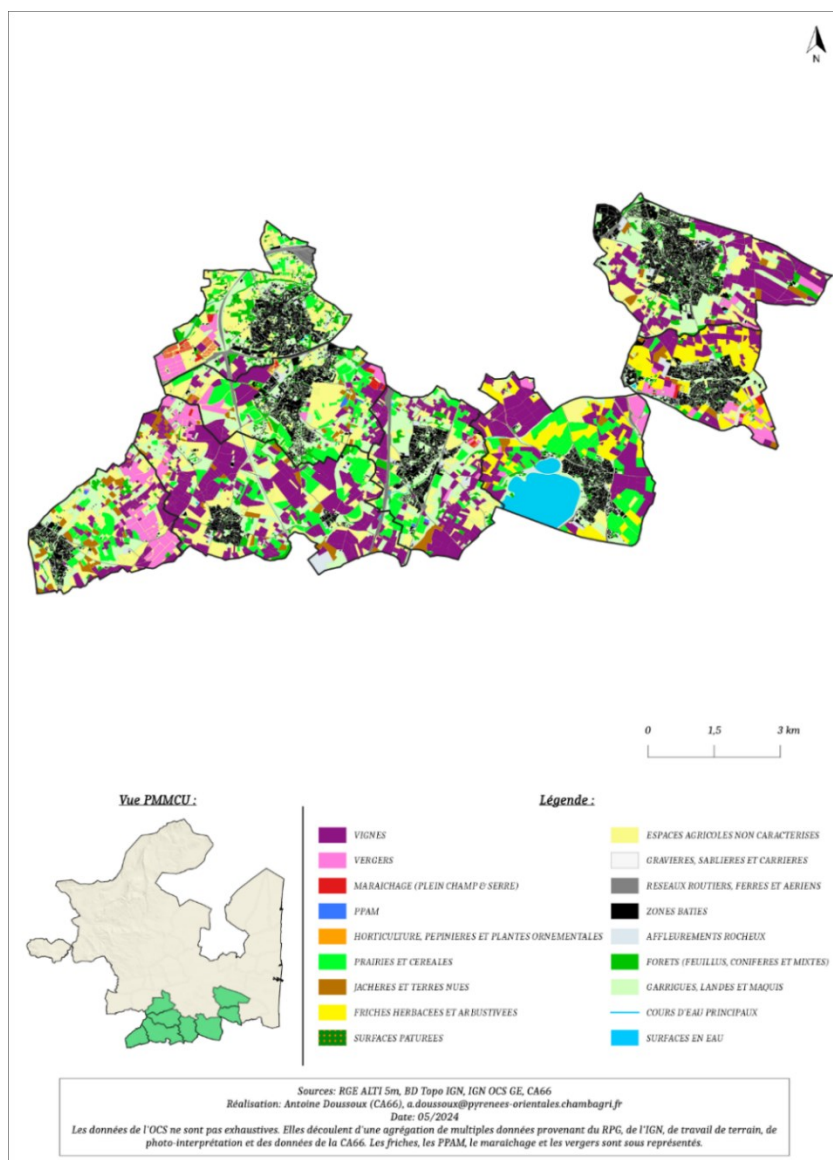 N
0 1,5 3 km
Vue PMMCU :
Légende :
VIGNES
VERGERS
MARAICHAGE (PLEIN CHAMP & SERRE)
PPAM
HORTICULTURE, PEPINIERES ET PLANTES ORNEMENTALES
PRAIRIES ET CEREALES
JACHERES ET TERRES NUES
FRICHES HERBACEES ET ARBUSTIVEES
SURFACES PATUREES
ESPACES AGRICOLES NON CARACTERISES
GRAVIERES, SABLIERES ET CARRIERES
RESEAUX ROUTIERS, FERRES ET AERIENS
ZONES BATIES
AFFLEUREMENTS ROCHEUX
FORETS (FEUILLUS, CONIFERES ET MIXTES)
GARRIGUES, LANDES ET MAQUIS
COURS D'EAU PRINCIPAUX
SURFACES EN EAU
Sources: RGE ALTI 5m, BD Topo IGN, IGN OCS GE, CA66
Réalisation: Antoine Doussoux (CA66), a.doussoux@pyrenees-orientales.chambagri.fr
Date: 05/2024
Les données de l'OCS ne sont pas exhaustives. Elles découlent d'une agrégation de multiples données provenant du RPG, de l'IGN, de travail de terrain, de
photo-interprétation et des données de la CA66. Les friches, les PPAM, le maraîchage et les vergers sont sous représentés.